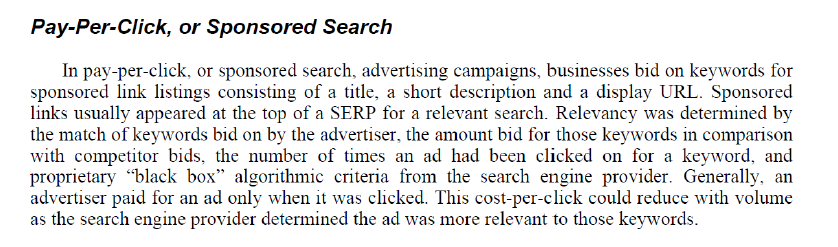 Pay-Per-Click, or Sponsored Search
In pay-per-click, or sponsored search, advertising campaigns, businesses bid on keywords for
sponsored link listings consisting of a title, a short description and a display URL. Sponsored
links usually appeared at the top of a SERP for a relevant search. Relevancy was determined by
the match of keywords bid on by the advertiser, the amount bid for those keywords in comparison
with competitor bids, the number of times an ad had been clicked on for a keyword, and
proprietary “black box” algorithmic criteria from the search engine provider. Generally, an
advertiser paid for an ad only when it was clicked. This cost-per-click could reduce with volume
as the search engine provider determined the ad was more relevant to those keywords.